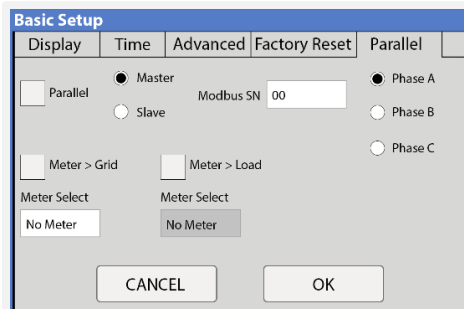 Basic Setup
Display Time Advanced Factory Reset Parallel
Parallel
Master
Slave
Modbus SN 00
Phase A
Phase B
Phase C
Meter > Grid
Meter > Load
Meter Select
Meter Select
No Meter
No Meter
CANCEL
OK